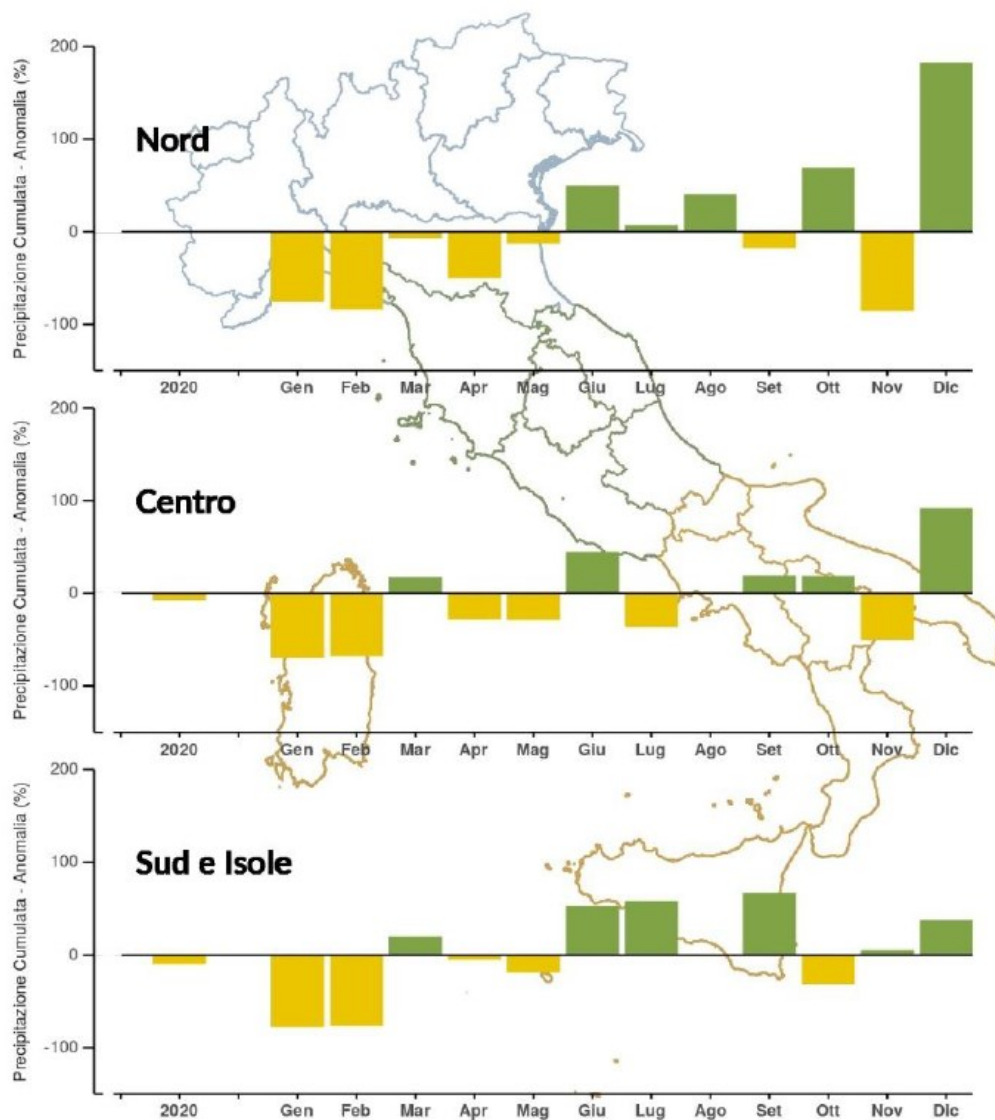 Precipitazione Cumulata - Anomalia (%)
200
100
0
-100
Nord
2020 Gen Feb Mar Apr Mag Giu Lug Ago Set Ott Nov Dic
Precipitazione Cumulata - Anomalia (%)
200
100
0
-100
Centro
2020 Gen Feb Mar Apr Mag Giu Lug Ago Set Ott Nov Dic
Precipitazione Cumulata - Anomalia (%)
200
100
0
-100
Sud e Isole
2020 Gen Feb Mar Apr Mag Giu Lug Ago Set Ott Nov Dic